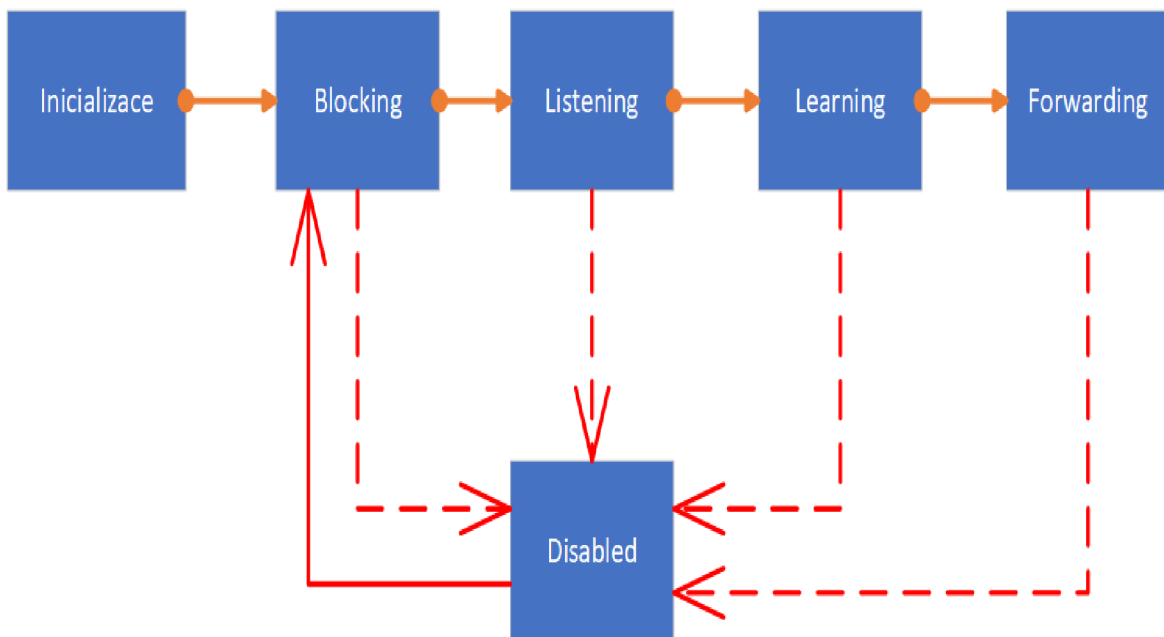 Inicializace
Blocking
Listening
Learning
Forwarding
Disabled